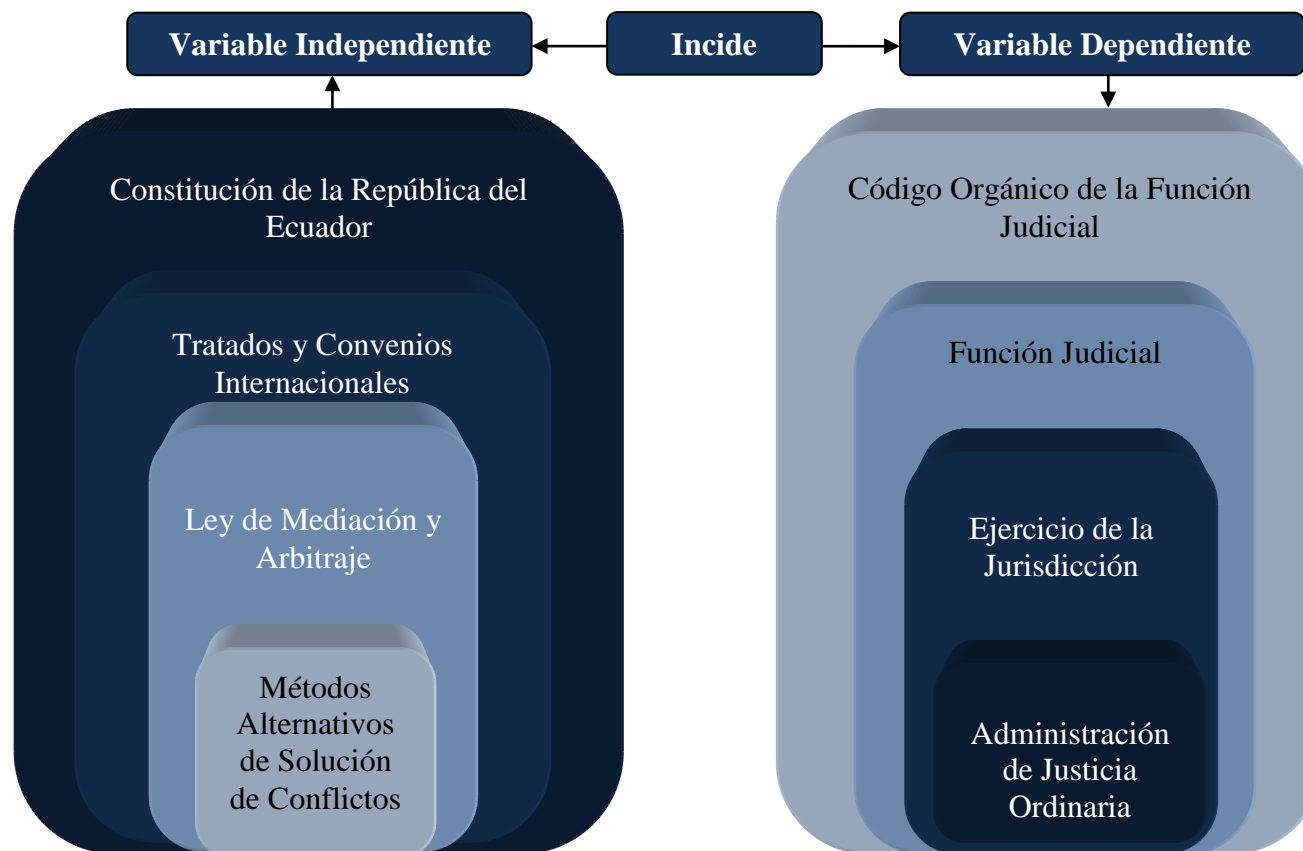 Variable Independiente
Incide
Variable Dependiente
Constitución de la República del
Ecuador
Tratados y Convenios
Internacionales
Ley de Mediación y
Arbitraje
Métodos
Alternativos
de Solución
de Conflictos
Código Orgánico de la Función
Judicial
Función Judicial
Ejercicio de la
Jurisdicción
Administración
de Justicia
Ordinaria